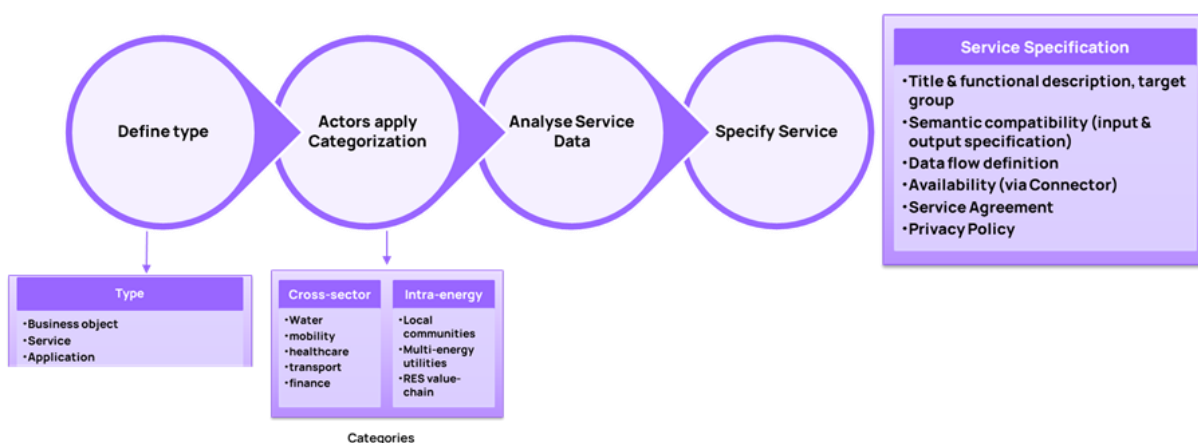 Define type
Actors apply
Categorization
Analyse Service
Data
Specify Service
Service Specification
•Title & functional description, target
group
•Semantic compatibility (input &
output specification)
•Data flow definition
•Availability (via Connector)
•Service Agreement
•Privacy Policy
Type
•Business object
•Service
•Application
Cross-sector
•Water
•mobility
•healthcare
•transport
•finance
Intra-energy
•Local
communities
•Multi-energy
utilities
•RES value-
chain
Categories